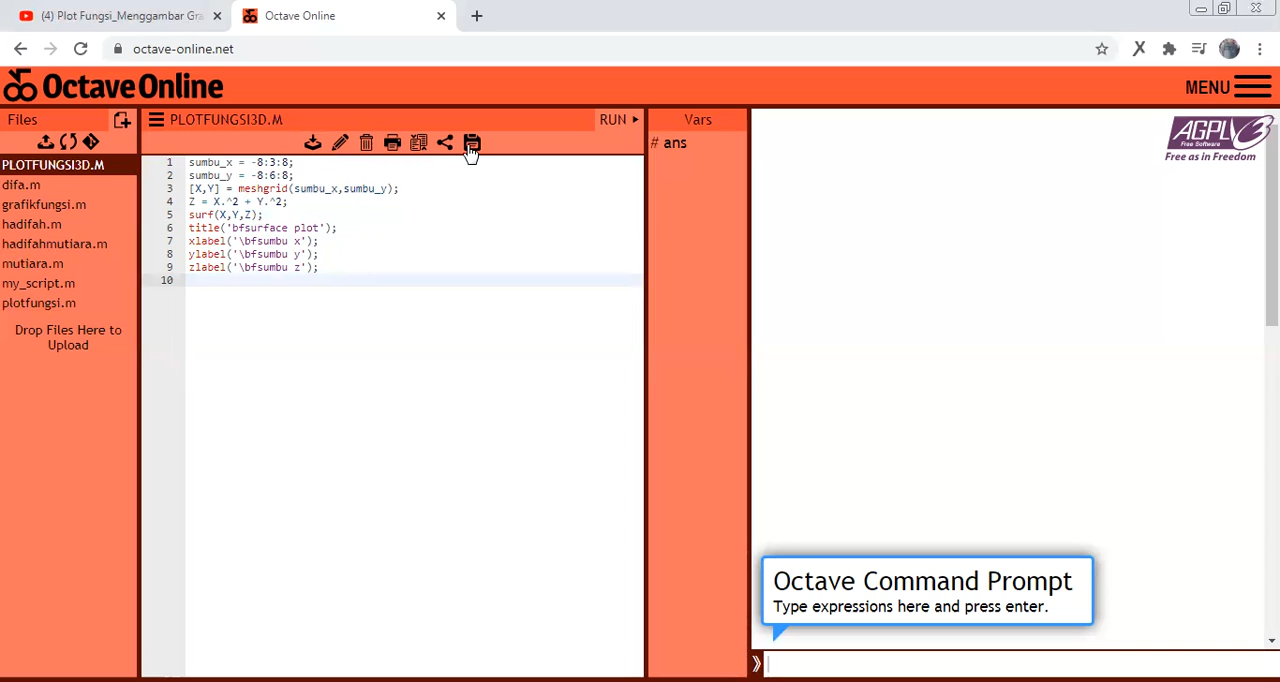 (4) Plot Fungsi_Menggambar Gra
Octave Online
octave-online.net
Octave Online
MENU
Files
PLOTFUNGSI3D.M
RUN
Vars
PLOTFUNGSI3D.M
difa.m
grafikfungsi.m
hadifah.m
hadifahmutiara.m
mutiara.m
my_script.m
plotfungsi.m
Drop Files Here to
Upload
1 sumbu_x = -8:3:8;
2 sumbu_y = -8:6:8;
3 [X,Y] = meshgrid(sumbu_x,sumbu_y);
4 Z = X.^2 + Y.^2;
5 surf(X,Y,Z);
6 title('bfsurface plot');
7 xlabel('\bfsumbu x');
8 ylabel('\bfsumbu y');
9 zlabel('\bfsumbu z');
10
# ans
AGPL v3
Free Software
Free as in Freedom
Octave Command Prompt
Type expressions here and press enter.